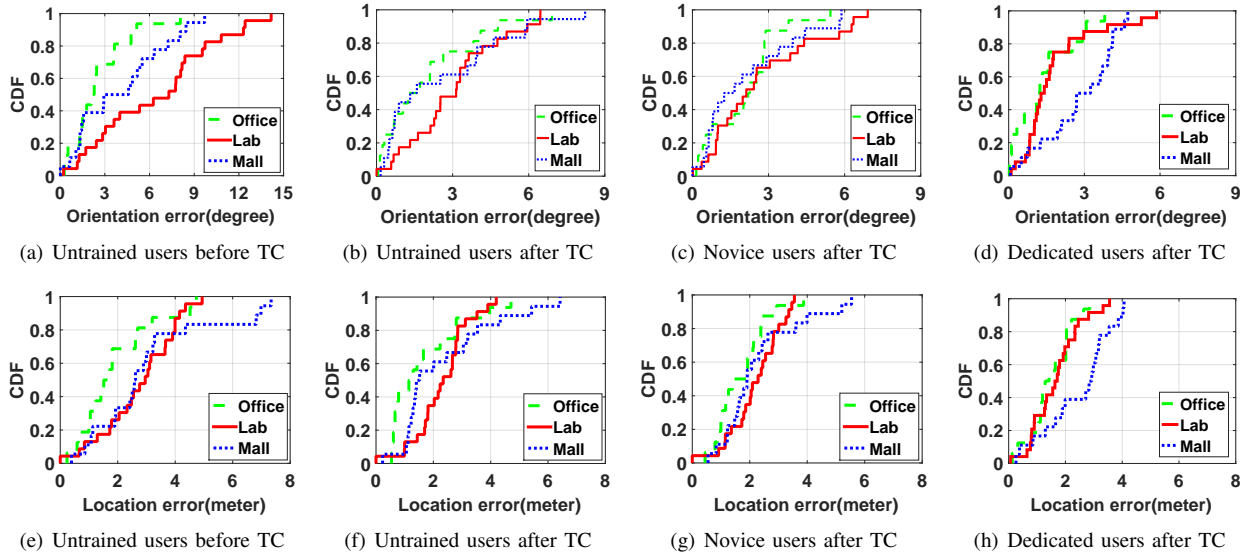 1
0.8
0.6
0.4
0.2
0
CDF
0 3 6 9 12 15
Orientation error(degree)
Office
Lab
Mall
(a) Untrained users before TC
1
0.8
0.6
0.4
0.2
0
CDF
0 3 6 9
Orientation error(degree)
Office
Lab
Mall
(b) Untrained users after TC
1
0.8
0.6
0.4
0.2
0
CDF
0 3 6 9
Orientation error(degree)
Office
Lab
Mall
(c) Novice users after TC
1
0.8
0.6
0.4
0.2
0
CDF
0 3 6 9
Orientation error(degree)
Office
Lab
Mall
(d) Dedicated users after TC
1
0.8
0.6
0.4
0.2
0
CDF
0 2 4 6 8
Location error(meter)
Office
Lab
Mall
(e) Untrained users before TC
1
0.8
0.6
0.4
0.2
0
CDF
0 2 4 6 8
Location error(meter)
Office
Lab
Mall
(f) Untrained users after TC
1
0.8
0.6
0.4
0.2
0
CDF
0 2 4 6 8
Location error(meter)
Office
Lab
Mall
(g) Novice users after TC
1
0.8
0.6
0.4
0.2
0
CDF
0 2 4 6 8
Location error(meter)
Office
Lab
Mall
(h) Dedicated users after TC